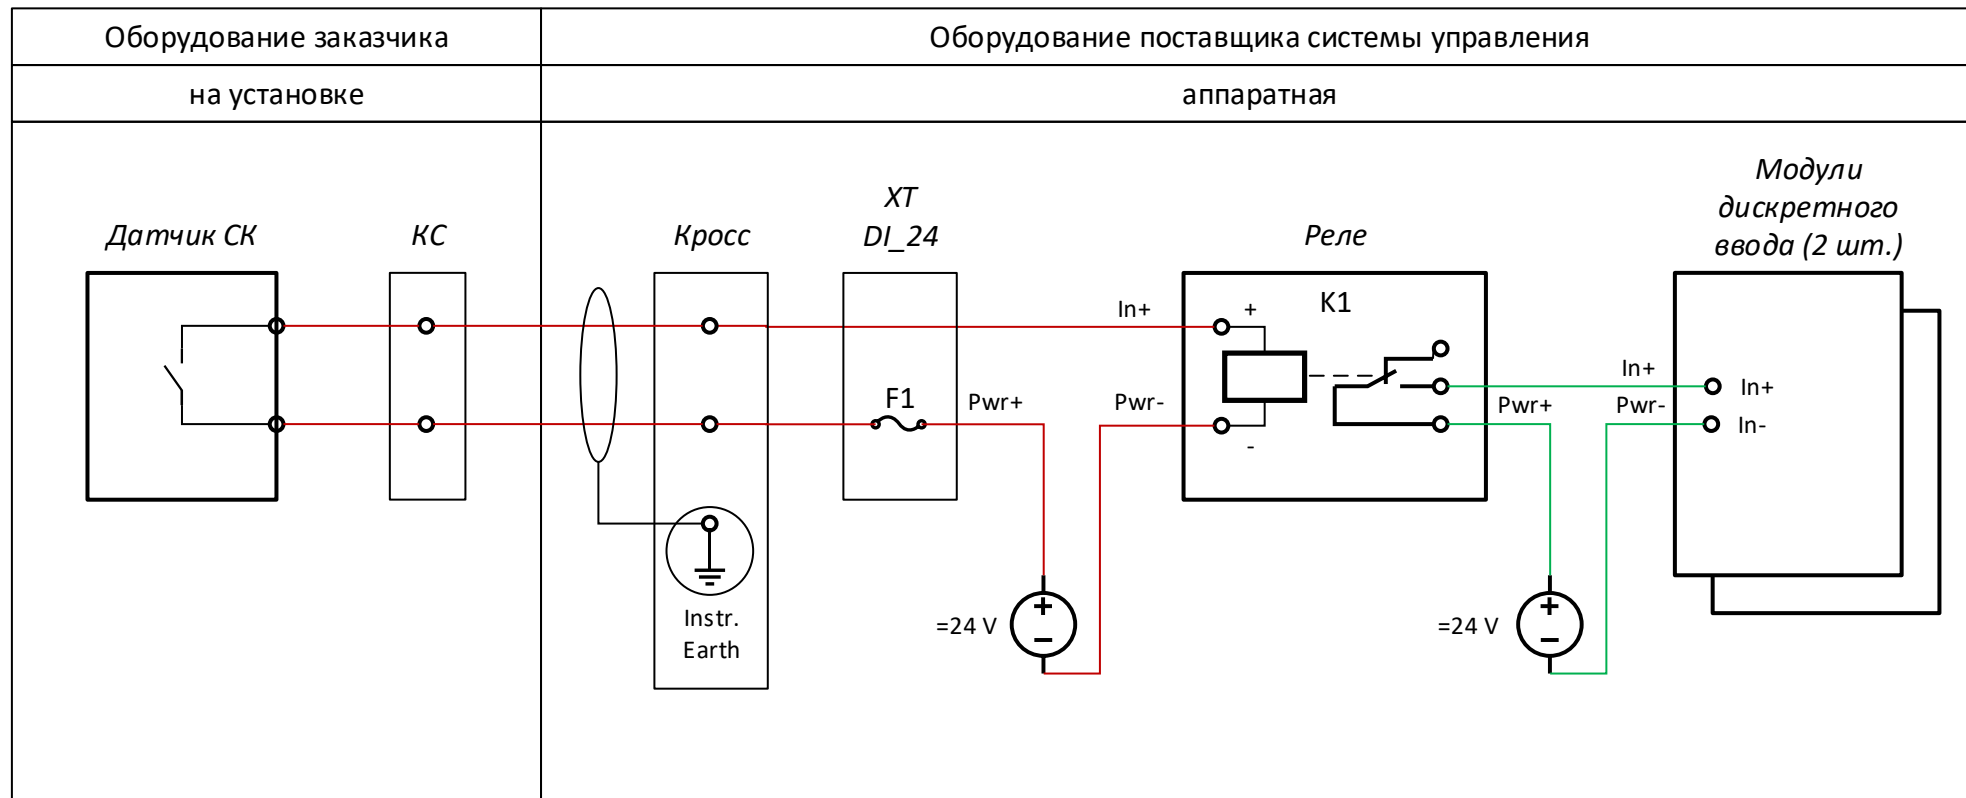 Оборудование заказчика
Оборудование поставщика системы управления
на установке
аппаратная
Датчик СК
КС
Кросс
ХТ
DI_24
Реле
Модули
дискретного
ввода (2 шт.)
In+
+
K1
F1
Pwr+
Pwr-
-
In+
In+
Pwr+
Pwr-
In-
Instr.
Earth
=24 V
+
−
=24 V
+
−